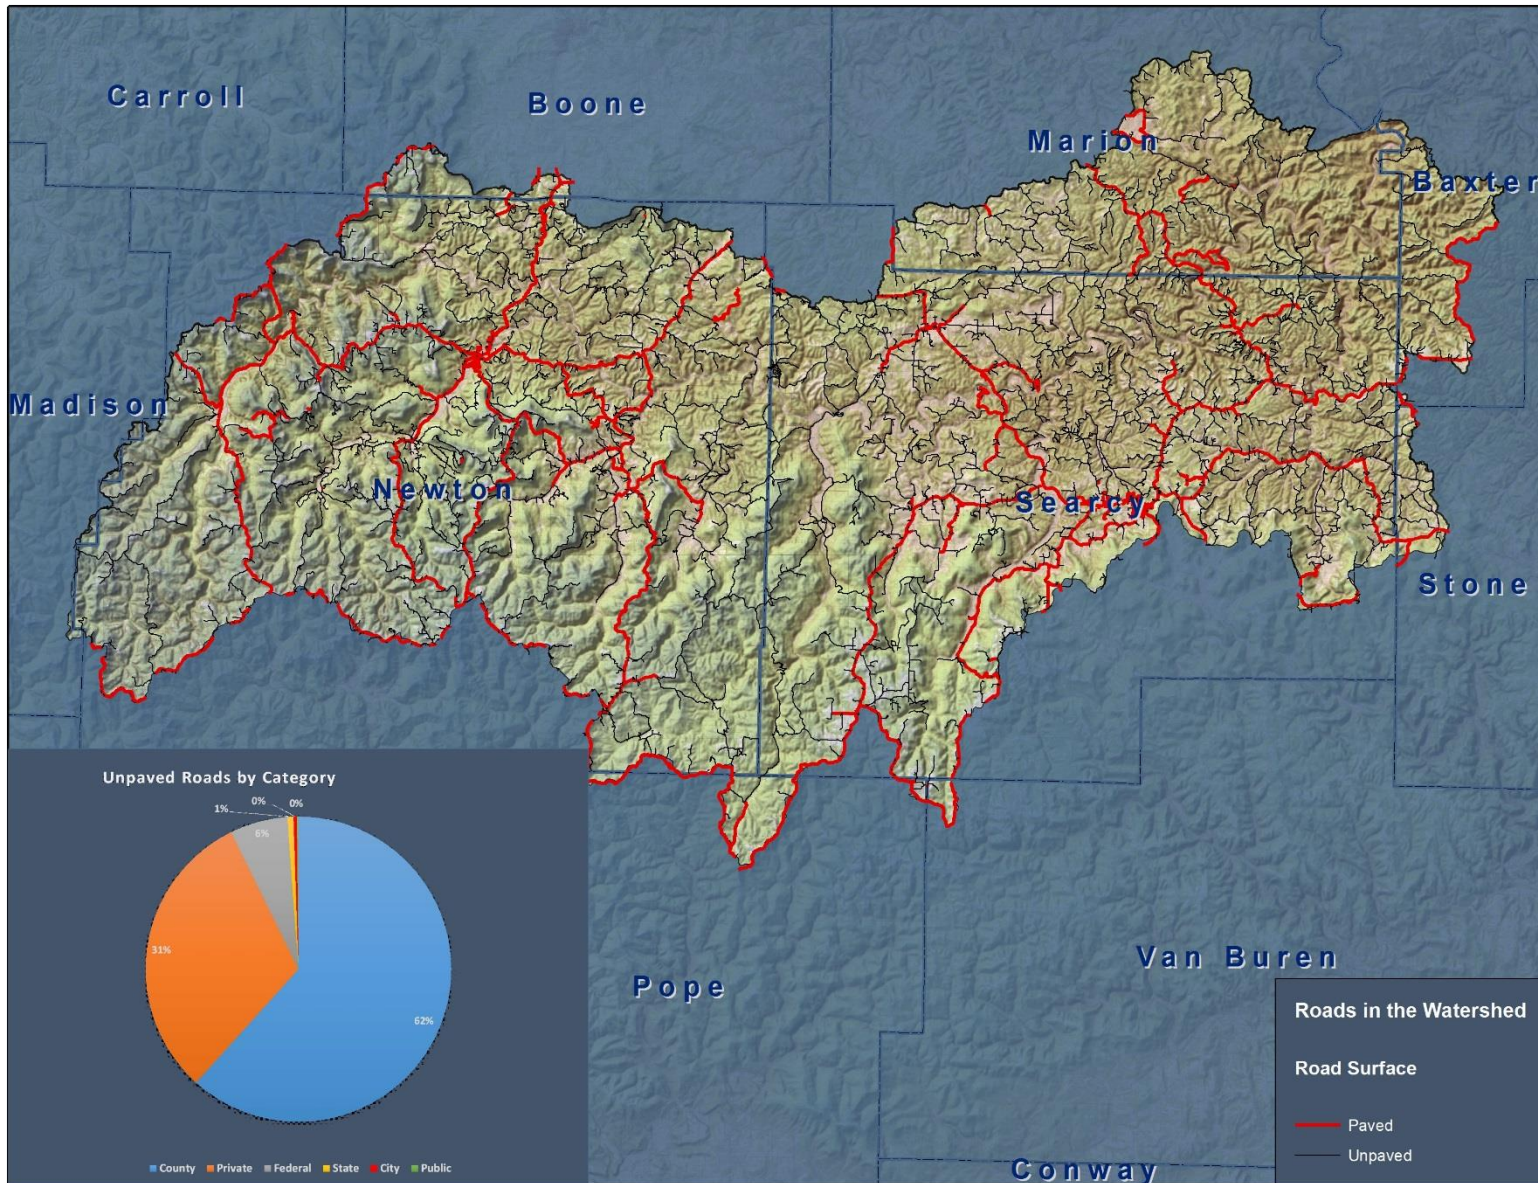 Carroll
Boone
Marion
Baxter
Madison
Newton
Searcy
Stone
Unpaved Roads by Category
0%
0%
1%
6%
31%
62%
County Private Federal State City Public
Van Buren
Pope
Conway
Roads in the Watershed
Road Surface
Paved
Unpaved